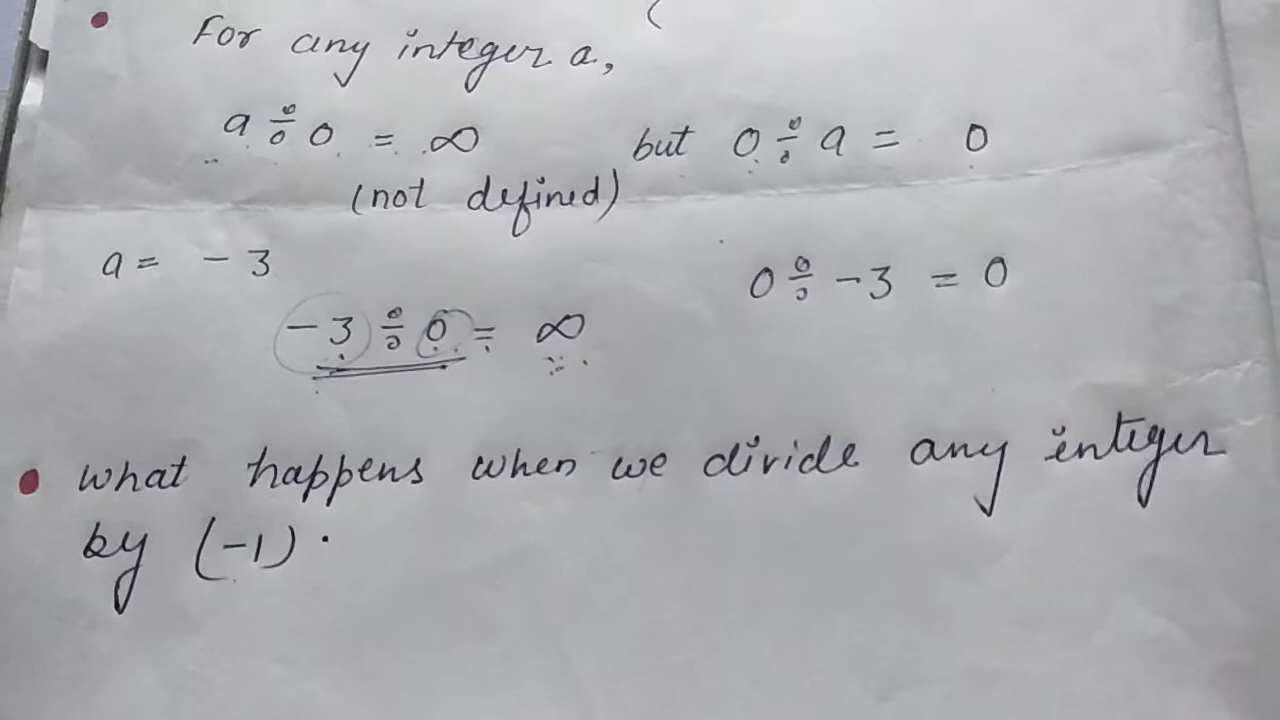 For any integer a,
a ÷ 0 = ∞ but 0 ÷ a = 0
(not defined)
a = - 3
0 ÷ -3 = 0
-3 ÷ 0 = ∞
what happens when we divide any integer
by (-1).